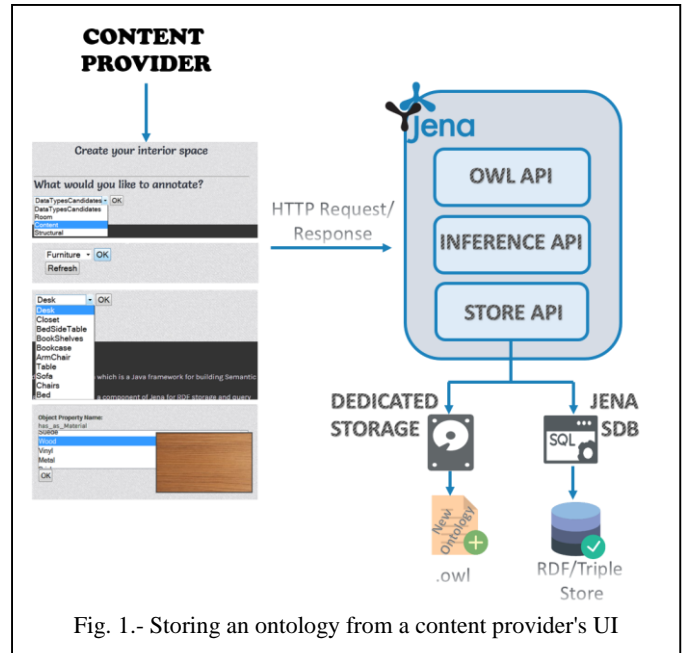 CONTENT
PROVIDER
Create your interior space
What would you like to annotate?
DataTypesCandidates OK
DataTypesCandidates
Room
Content
Structural
Furniture OK
Refresh
Desk OK
Desk
Closet
BedSideTable
BookShelves
Bookcase
ArmChair
Table
Sofa
Chairs
Bed
which is a Java framework for building Semantic
a component of Jena for RDF storage and query
Object Property Name:
has_as_Material
Suede
Wood
Vinyl
Metal
OK
HTTP Request/
Response
jena
OWL API
INFERENCE API
STORE API
DEDICATED
STORAGE
JENA
SDB
SQL
New
Ontology
.owl
RDF/Triple
Store
Fig. 1.- Storing an ontology from a content provider's UI